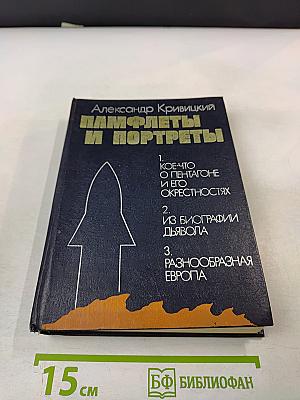 Александр Кривицкий
ПАМФЛЕТЫ
И ПОРТРЕТЫ
1.
КОЕ-ЧТО
О ПЕНТАГОНЕ
И ЕГО
ОКРЕСТНОСТЯХ
2.
ИЗ БИОГРАФИИ
ДЬЯВОЛА
3.
РАЗНООБРАЗНАЯ
ЕВРОПА
15 см
БФ БИБЛИОФАН